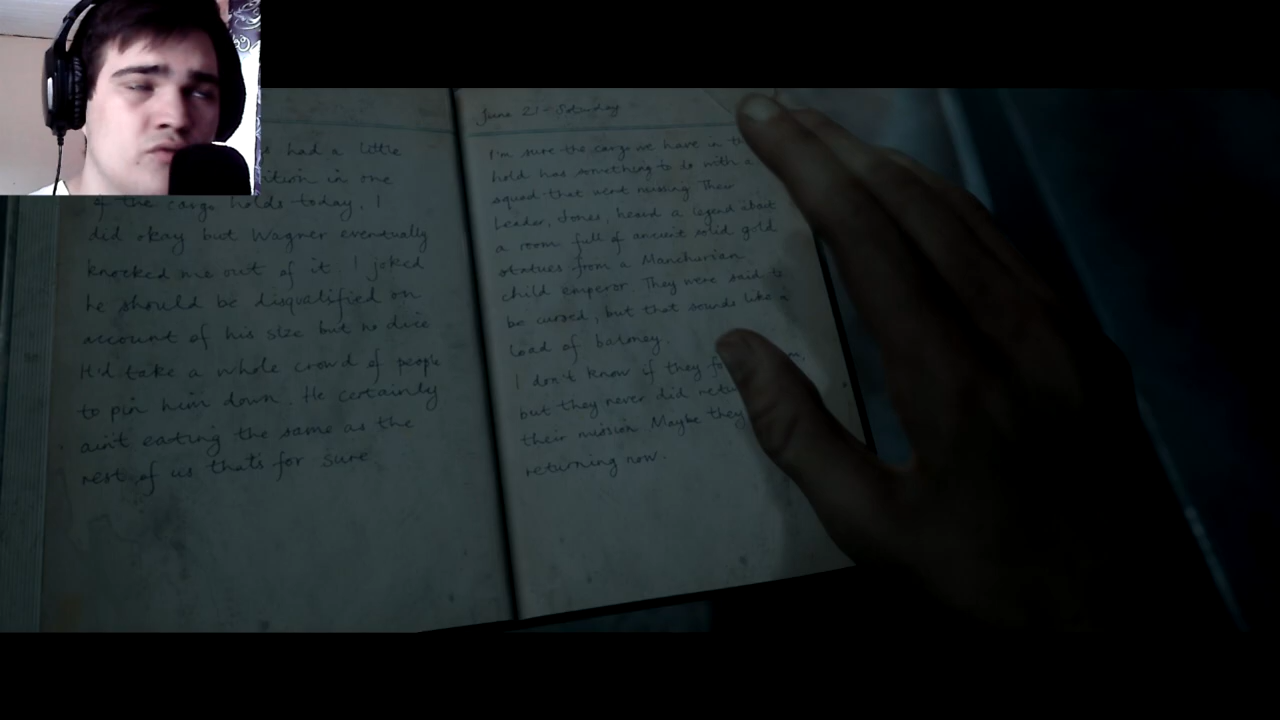 had a little
in one
of the cargo holds today. I
did okay but Wagner eventually
knocked me out of it. I joked
he should be disqualified on
account of his size but no dice
It'd take a whole crowd of people
to pin him down. He certainly
ain't eating the same as the
rest of us thats for sure
June 21 - Saturday
I'm sure the cargo we have in
hold has something to do with a
squad that went missing. Their
Leader, Jones, heard a legend about
a room full of ancient solid gold
statues from a Manchurian
child emperor. They were said to
be cursed, but that sounds like a
load of balmey.
I don't know if they
but they never did
their mission. Maybe they
returning now.